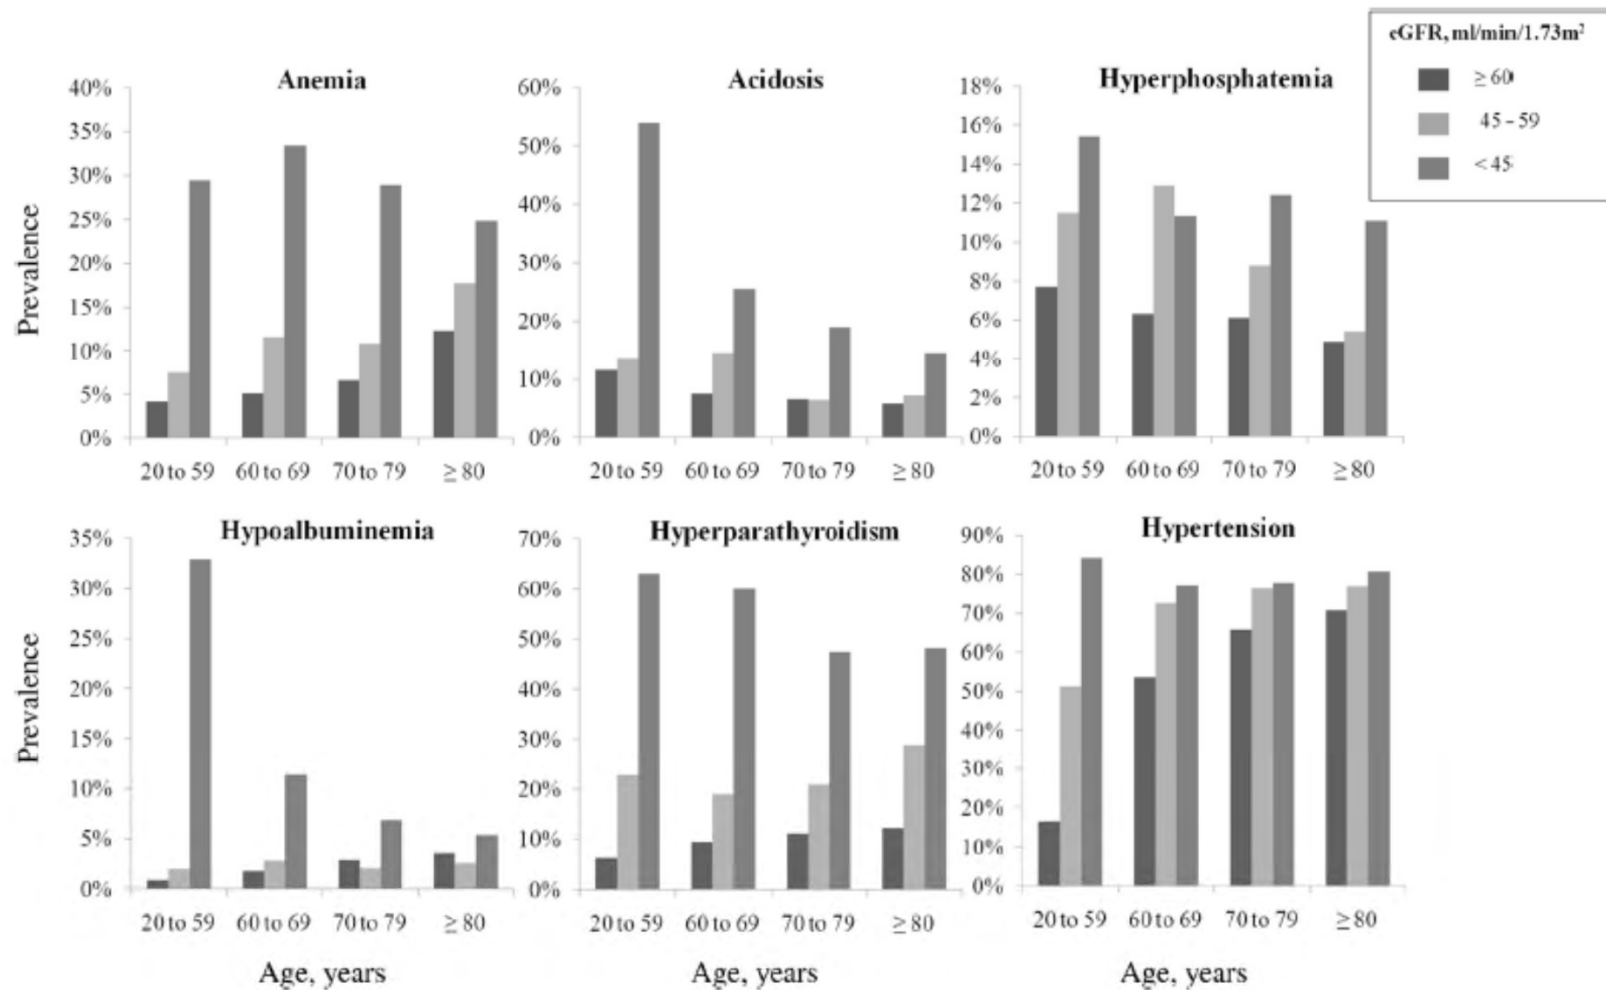 eGFR, ml/min/1.73m²
≥ 60
45 – 59
< 45
Anemia
Prevalence
40%
35%
30%
25%
20%
15%
10%
5%
0%
20 to 59 60 to 69 70 to 79 ≥ 80
Acidosis
60%
50%
40%
30%
20%
10%
0%
20 to 59 60 to 69 70 to 79 ≥ 80
Hyperphosphatemia
18%
16%
14%
12%
10%
8%
6%
4%
2%
0%
20 to 59 60 to 69 70 to 79 ≥ 80
Hypoalbuminemia
Prevalence
35%
30%
25%
20%
15%
10%
5%
0%
20 to 59 60 to 69 70 to 79 ≥ 80
Age, years
Hyperparathyroidism
70%
60%
50%
40%
30%
20%
10%
0%
20 to 59 60 to 69 70 to 79 ≥ 80
Age, years
Hypertension
90%
80%
70%
60%
50%
40%
30%
20%
10%
0%
20 to 59 60 to 69 70 to 79 ≥ 80
Age, years